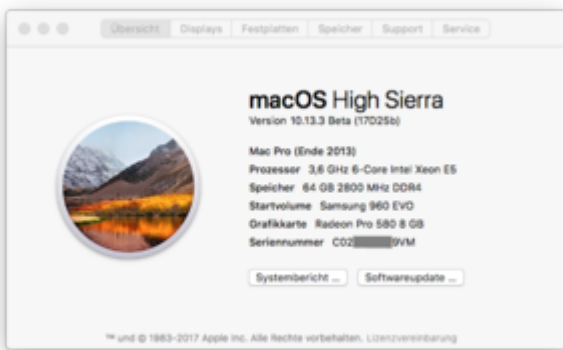 Übersicht Displays Festplatten Speicher Support Service
macOS High Sierra
Version 10.13.3 Beta (17D25b)
Mac Pro (Ende 2013)
Prozessor 3,6 GHz 6-Core Intel Xeon E5
Speicher 64 GB 2800 MHz DDR4
Startvolume Samsung 960 EVO
Grafikkarte Radeon Pro 580 8 GB
Seriennummer C02 9VM
Systembericht ... Softwareupdate ...
™ und © 1983-2017 Apple Inc. Alle Rechte vorbehalten. Lizenzvereinbarung